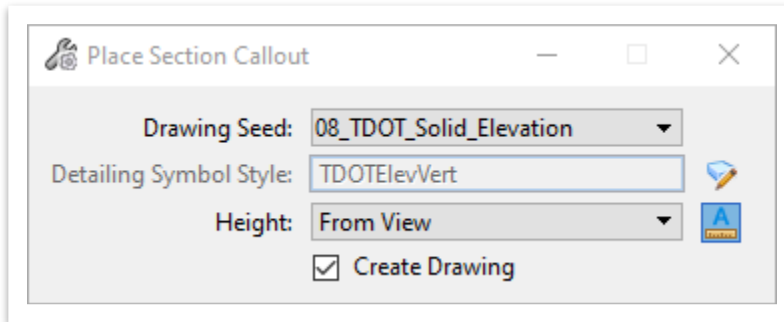 Place Section Callout
Drawing Seed: 08_TDOT_Solid_Elevation
Detailing Symbol Style: TDOTElevVert
Height: From View A
Create Drawing